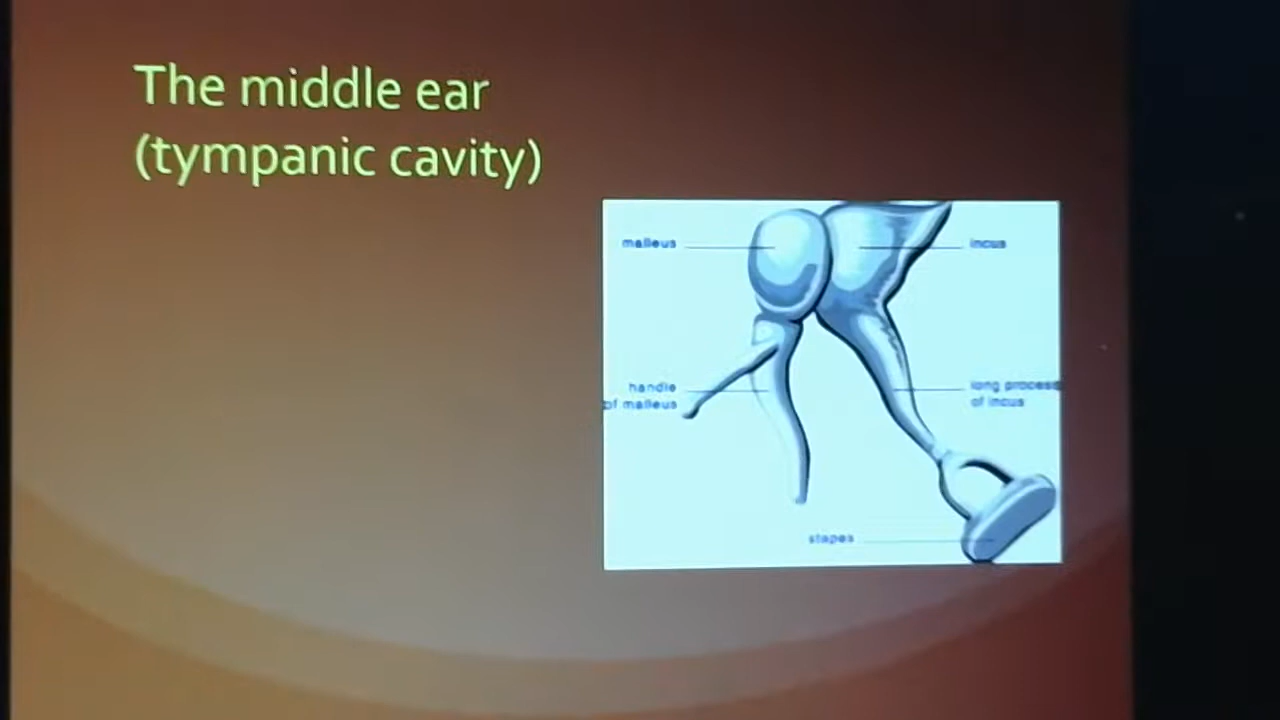 The middle ear
(tympanic cavity)
malleus
incus
handle
of malleus
long process
of incus
stapes